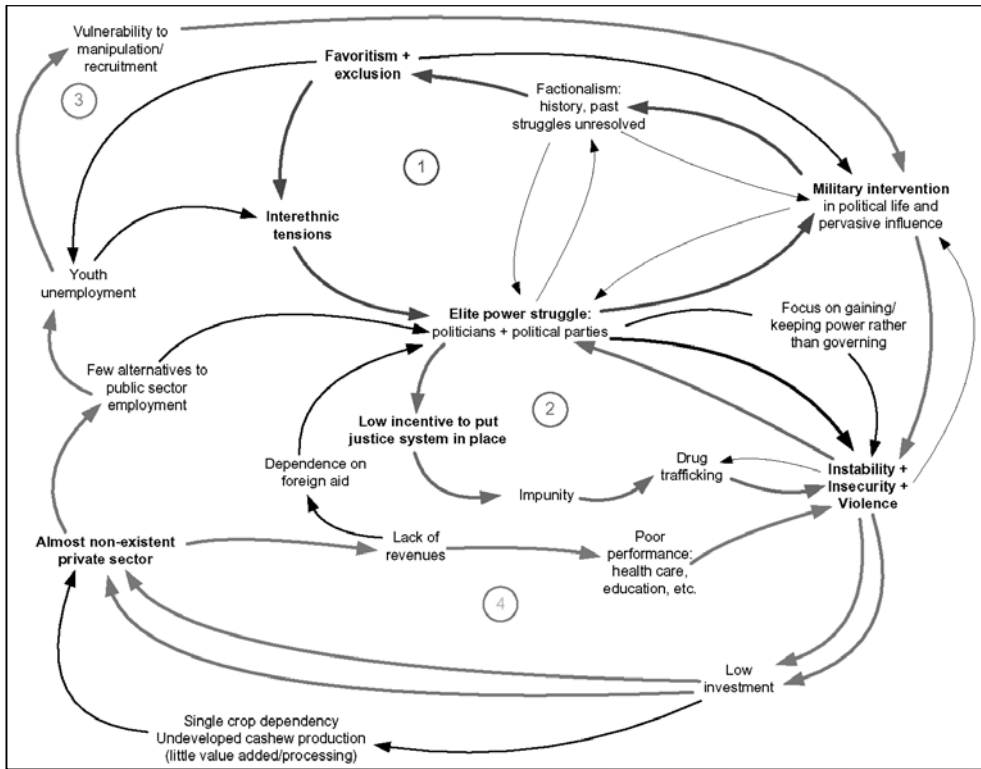 Vulnerability to
manipulation/
recruitment
3
Favoritism +
exclusion
Factionalism:
history, past
struggles unresolved
1
Military intervention
in political life and
pervasive influence
Interethnic
tensions
Youth
unemployment
Elite power struggle:
politicians + political parties
Focus on gaining/
keeping power rather
than governing
Few alternatives to
public sector
employment
2
Low incentive to put
justice system in place
Dependence on
foreign aid
Impunity
Drug
trafficking
Instability +
Insecurity +
Violence
Almost non-existent
private sector
Lack of
revenues
Poor
performance:
health care,
education, etc.
4
Low
investment
Single crop dependency
Undeveloped cashew production
(little value added/processing)